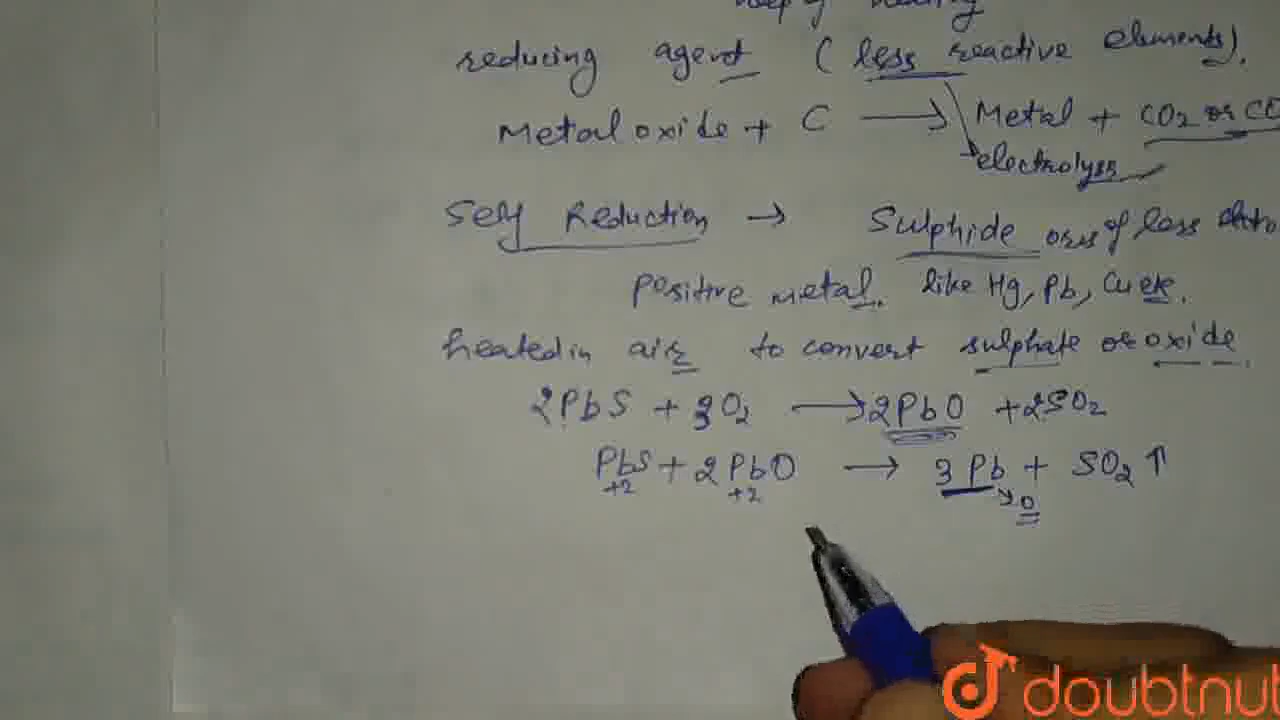 reducing agent (less reactive elements).
Metal oxide + C → Metal + CO2 or CO
electrolysis
Self Reduction → Sulphide ores of less electro
positive metal. like Hg, Pb, Cu etc.
heated in air to convert sulphate or oxide.
2PbS + 3O2 → 2PbO + 2SO2
PbS + 2PbO → 3Pb + SO2 ↑
+2 +2 → 0
doubtnut